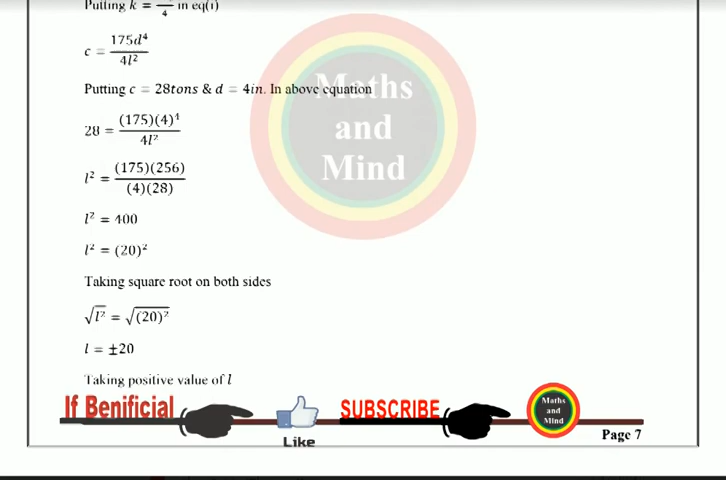 Putting k = 175/4 in eq(i)
c = 175d⁴/4l²
Putting c = 28tons & d = 4in. In above equation
28 = (175)(4)⁴/4l²
l² = (175)(256)/(4)(28)
l² = 400
l² = (20)²
Taking square root on both sides
√l² = √(20)²
l = ±20
Taking positive value of l
Maths
and
Mind
If Benificial
Like
SUBSCRIBE
Maths
and
Mind
Page 7